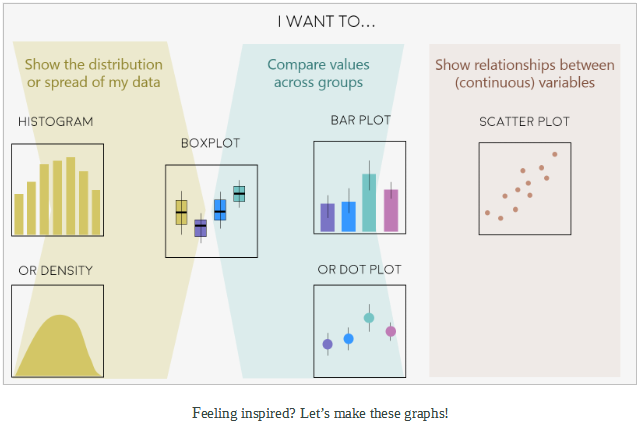 I WANT TO...
Show the distribution
or spread of my data
Compare values
across groups
Show relationships between
(continuous) variables
HISTOGRAM
BOXPLOT
BAR PLOT
SCATTER PLOT
OR DENSITY
OR DOT PLOT
Feeling inspired? Let’s make these graphs!